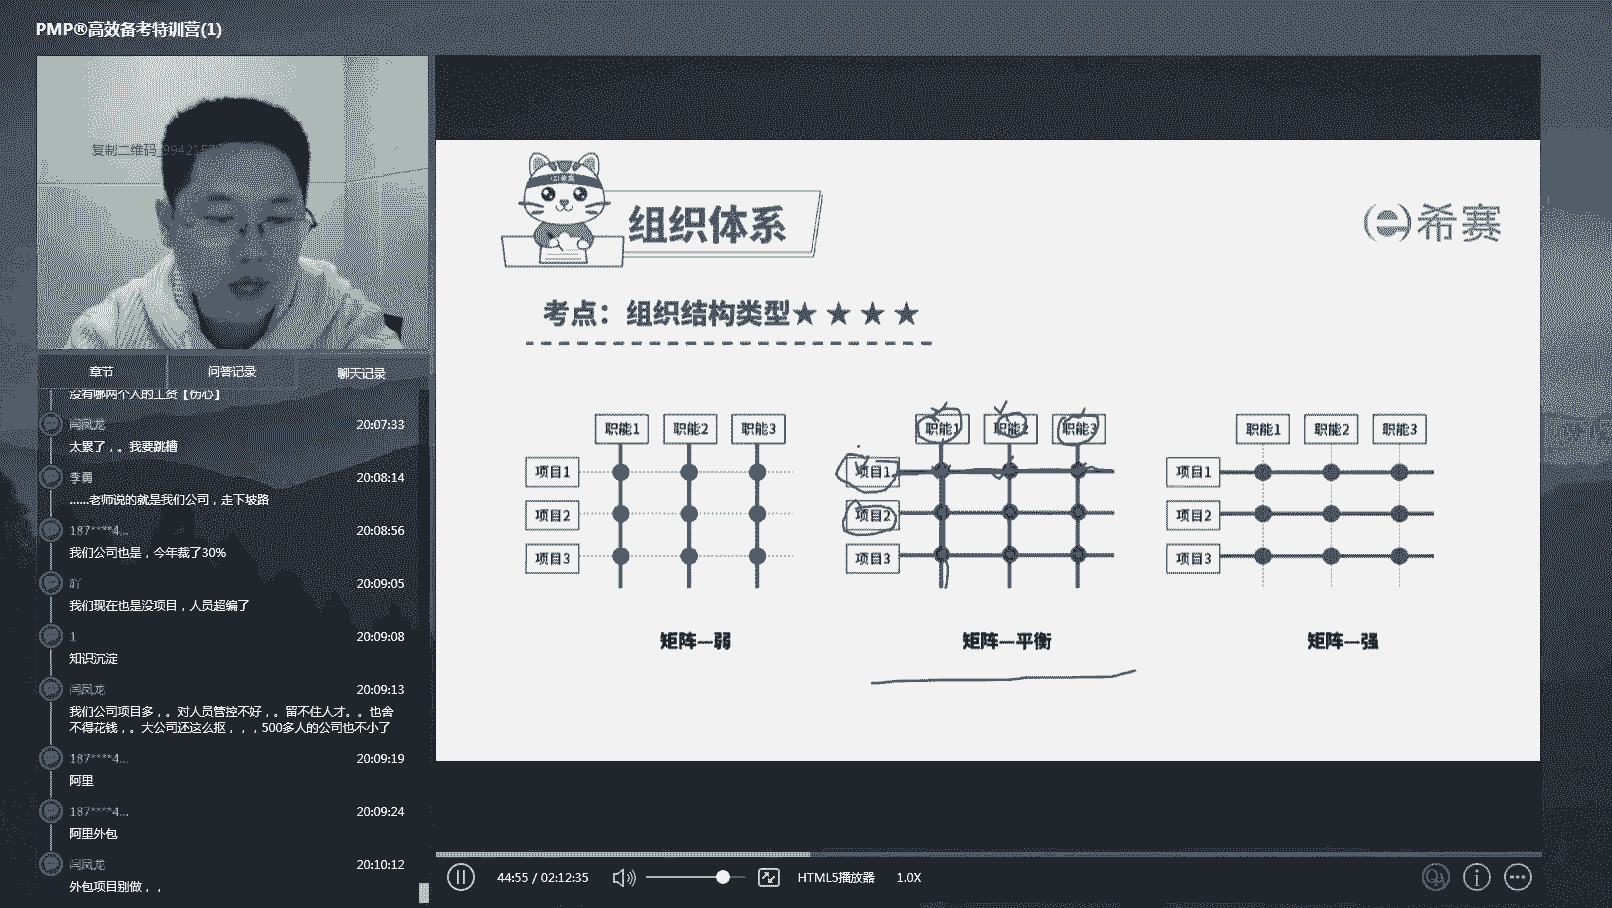 PMP®高效备考特训营(1)
复制二维码
章节
问答记录
聊天记录
没有哪两个人的工资【伤心】
闫凤龙
20:07:33
太累了，。我要跳槽
李勇
20:08:14
……老师说的就是我们公司，走下坡路
187****4...
20:08:56
我们公司也是，今年裁了30%
吖
20:09:05
我们现在也是没项目，人员超编了
1
20:09:08
知识沉淀
闫凤龙
20:09:13
我们公司项目多，。对人员管控不好，。留不住人才。。也舍
不得花钱，。大公司还这么抠，，，500多人的公司也不小了
187****4...
20:09:19
阿里
187****4...
20:09:24
阿里外包
闫凤龙
20:10:12
外包项目别做，，
组织体系
希赛
考点：组织结构类型★★★★
职能1
职能2
职能3
项目1
项目2
项目3
矩阵—弱
职能1
职能2
职能3
项目1
项目2
项目3
矩阵—平衡
职能1
职能2
职能3
项目1
项目2
项目3
矩阵—强
44:55 / 02:12:35
HTML5播放器
1.0X